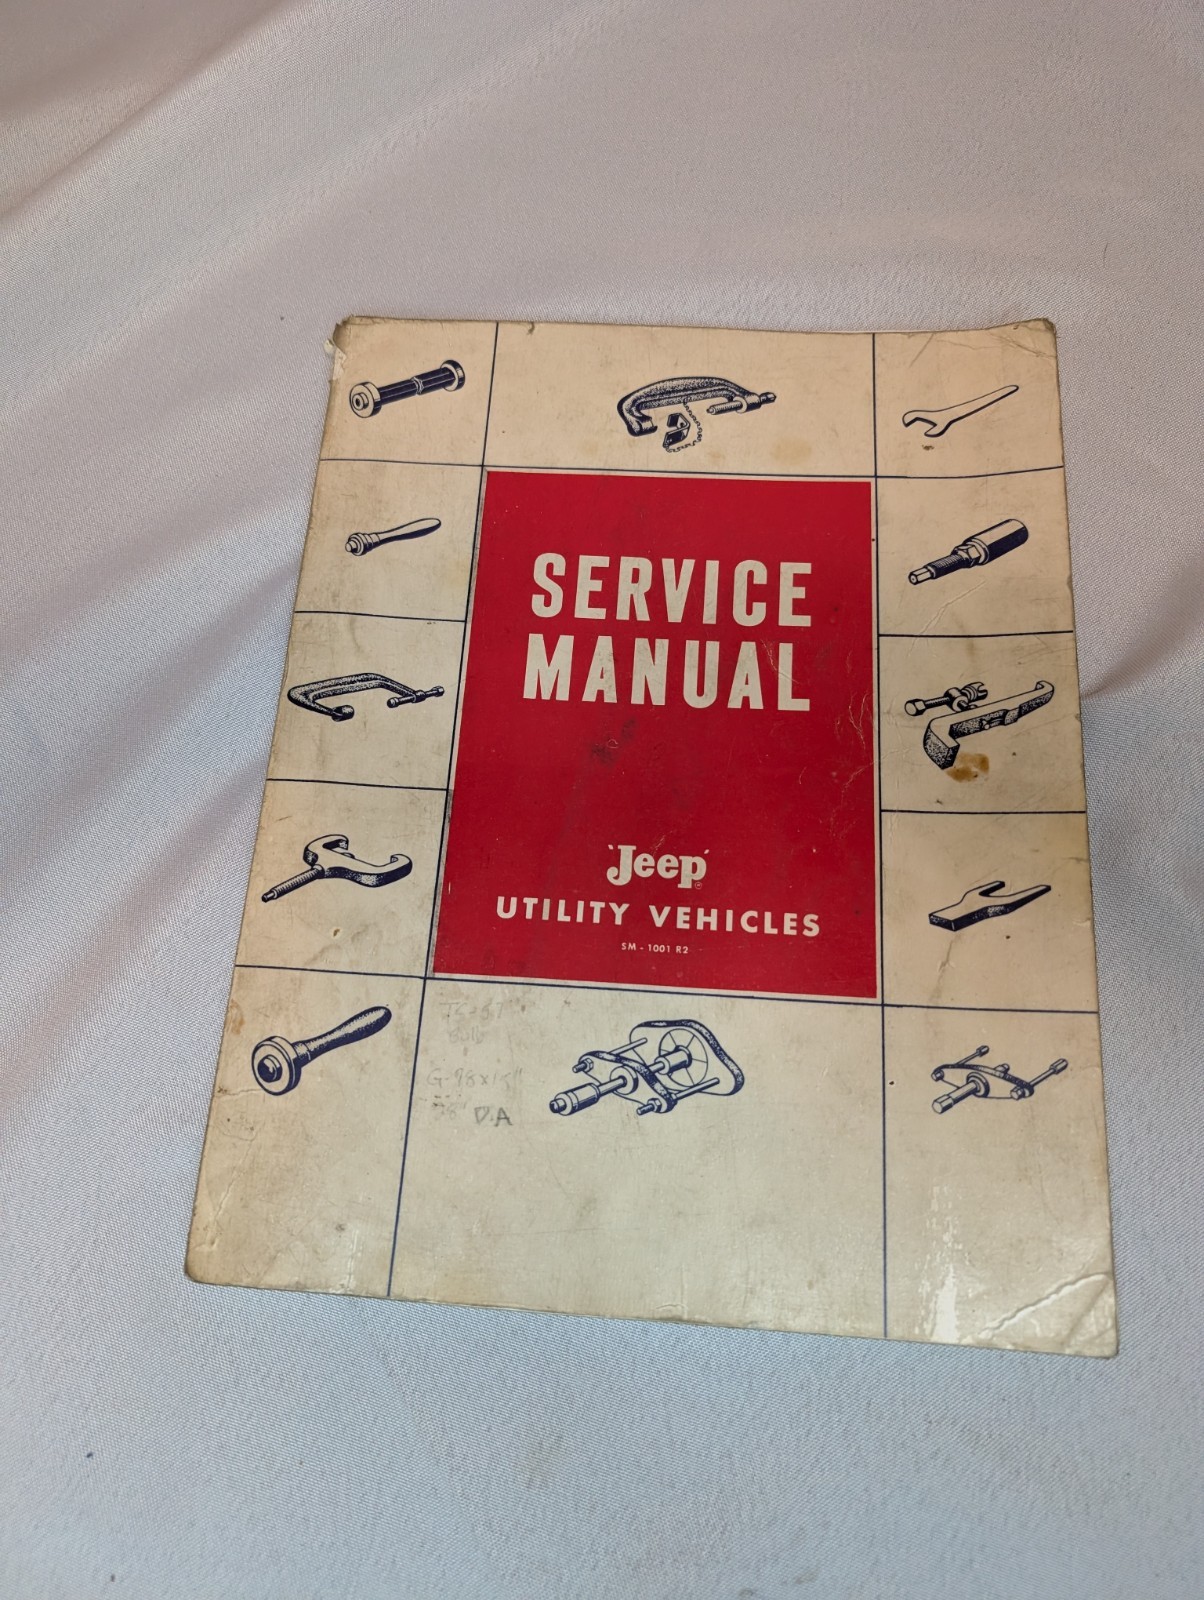 SERVICE
MANUAL
'Jeep'®
UTILITY VEHICLES
SM - 1001 R2
D.A